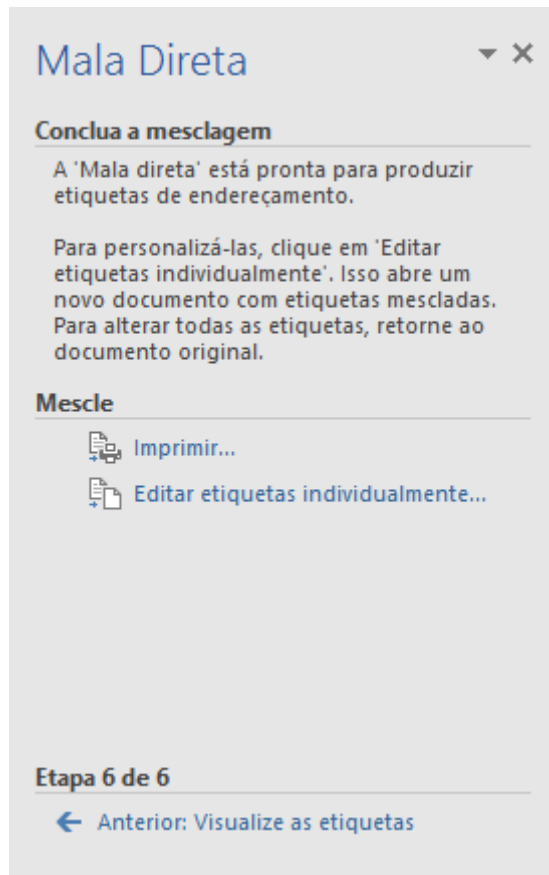 Mala Direta
Conclua a mesclagem
A 'Mala direta' está pronta para produzir
etiquetas de endereçamento.
Para personalizá-las, clique em 'Editar
etiquetas individualmente'. Isso abre um
novo documento com etiquetas mescladas.
Para alterar todas as etiquetas, retorne ao
documento original.
Mescle
Imprimir...
Editar etiquetas individualmente...
Etapa 6 de 6
Anterior: Visualize as etiquetas